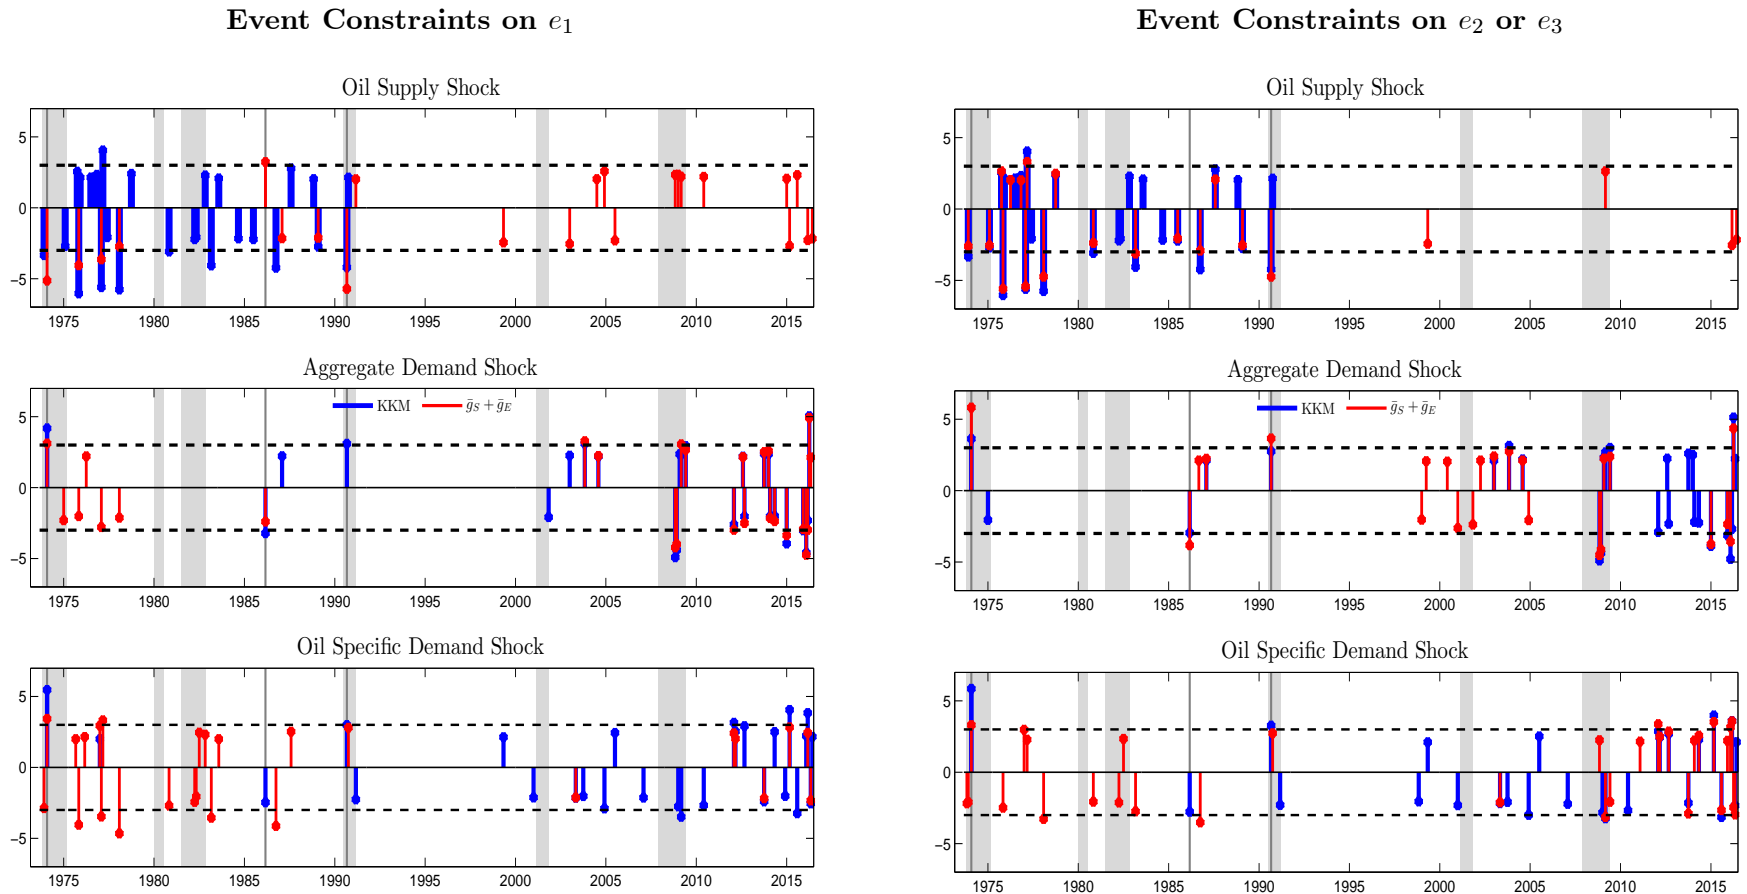 Event Constraints on e1
Oil Supply Shock
5
0
−5
1975 1980 1985 1990 1995 2000 2005 2010 2015
Aggregate Demand Shock
KKM ḡS + ḡE
5
0
−5
1975 1980 1985 1990 1995 2000 2005 2010 2015
Oil Specific Demand Shock
5
0
−5
1975 1980 1985 1990 1995 2000 2005 2010 2015
Event Constraints on e2 or e3
Oil Supply Shock
5
0
−5
1975 1980 1985 1990 1995 2000 2005 2010 2015
Aggregate Demand Shock
KKM ḡS + ḡE
5
0
−5
1975 1980 1985 1990 1995 2000 2005 2010 2015
Oil Specific Demand Shock
5
0
−5
1975 1980 1985 1990 1995 2000 2005 2010 2015